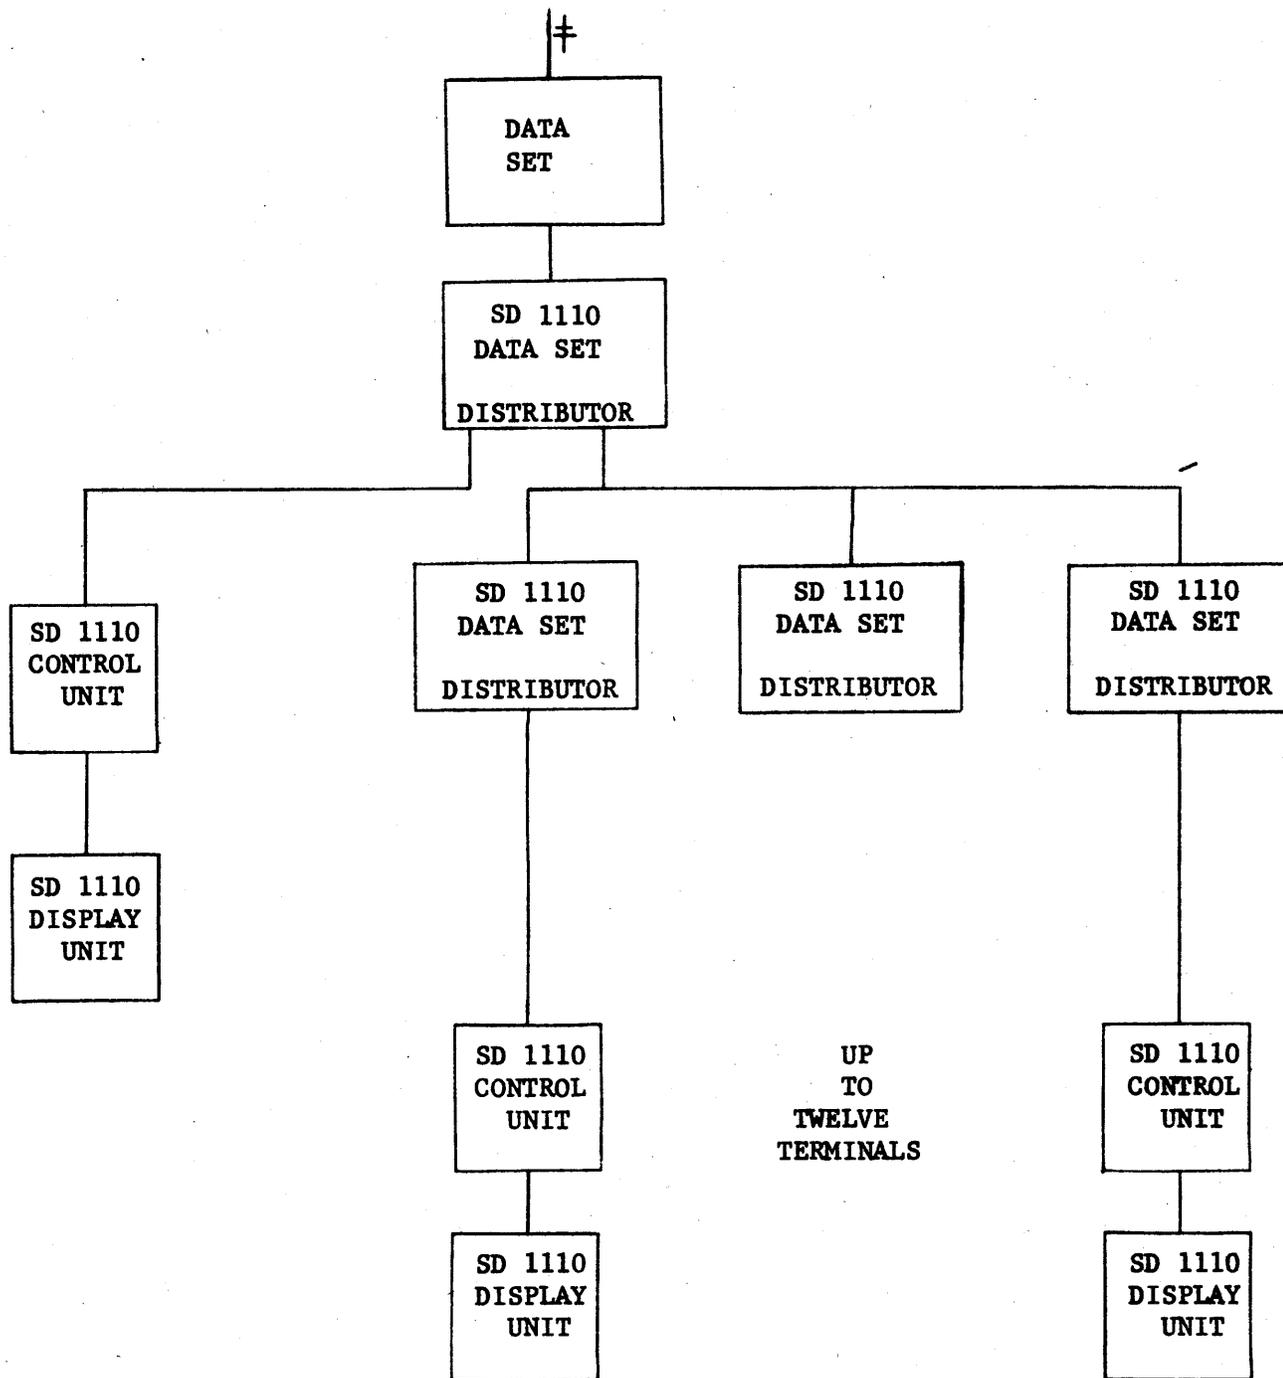 DATA
SET
SD 1110
DATA SET
DISTRIBUTOR
SD 1110
CONTROL
UNIT
SD 1110
DATA SET
DISTRIBUTOR
SD 1110
DATA SET
DISTRIBUTOR
SD 1110
DATA SET
DISTRIBUTOR
SD 1110
DISPLAY
UNIT
SD 1110
CONTROL
UNIT
UP
TO
TWELVE
TERMINALS
SD 1110
CONTROL
UNIT
SD 1110
DISPLAY
UNIT
SD 1110
DISPLAY
UNIT